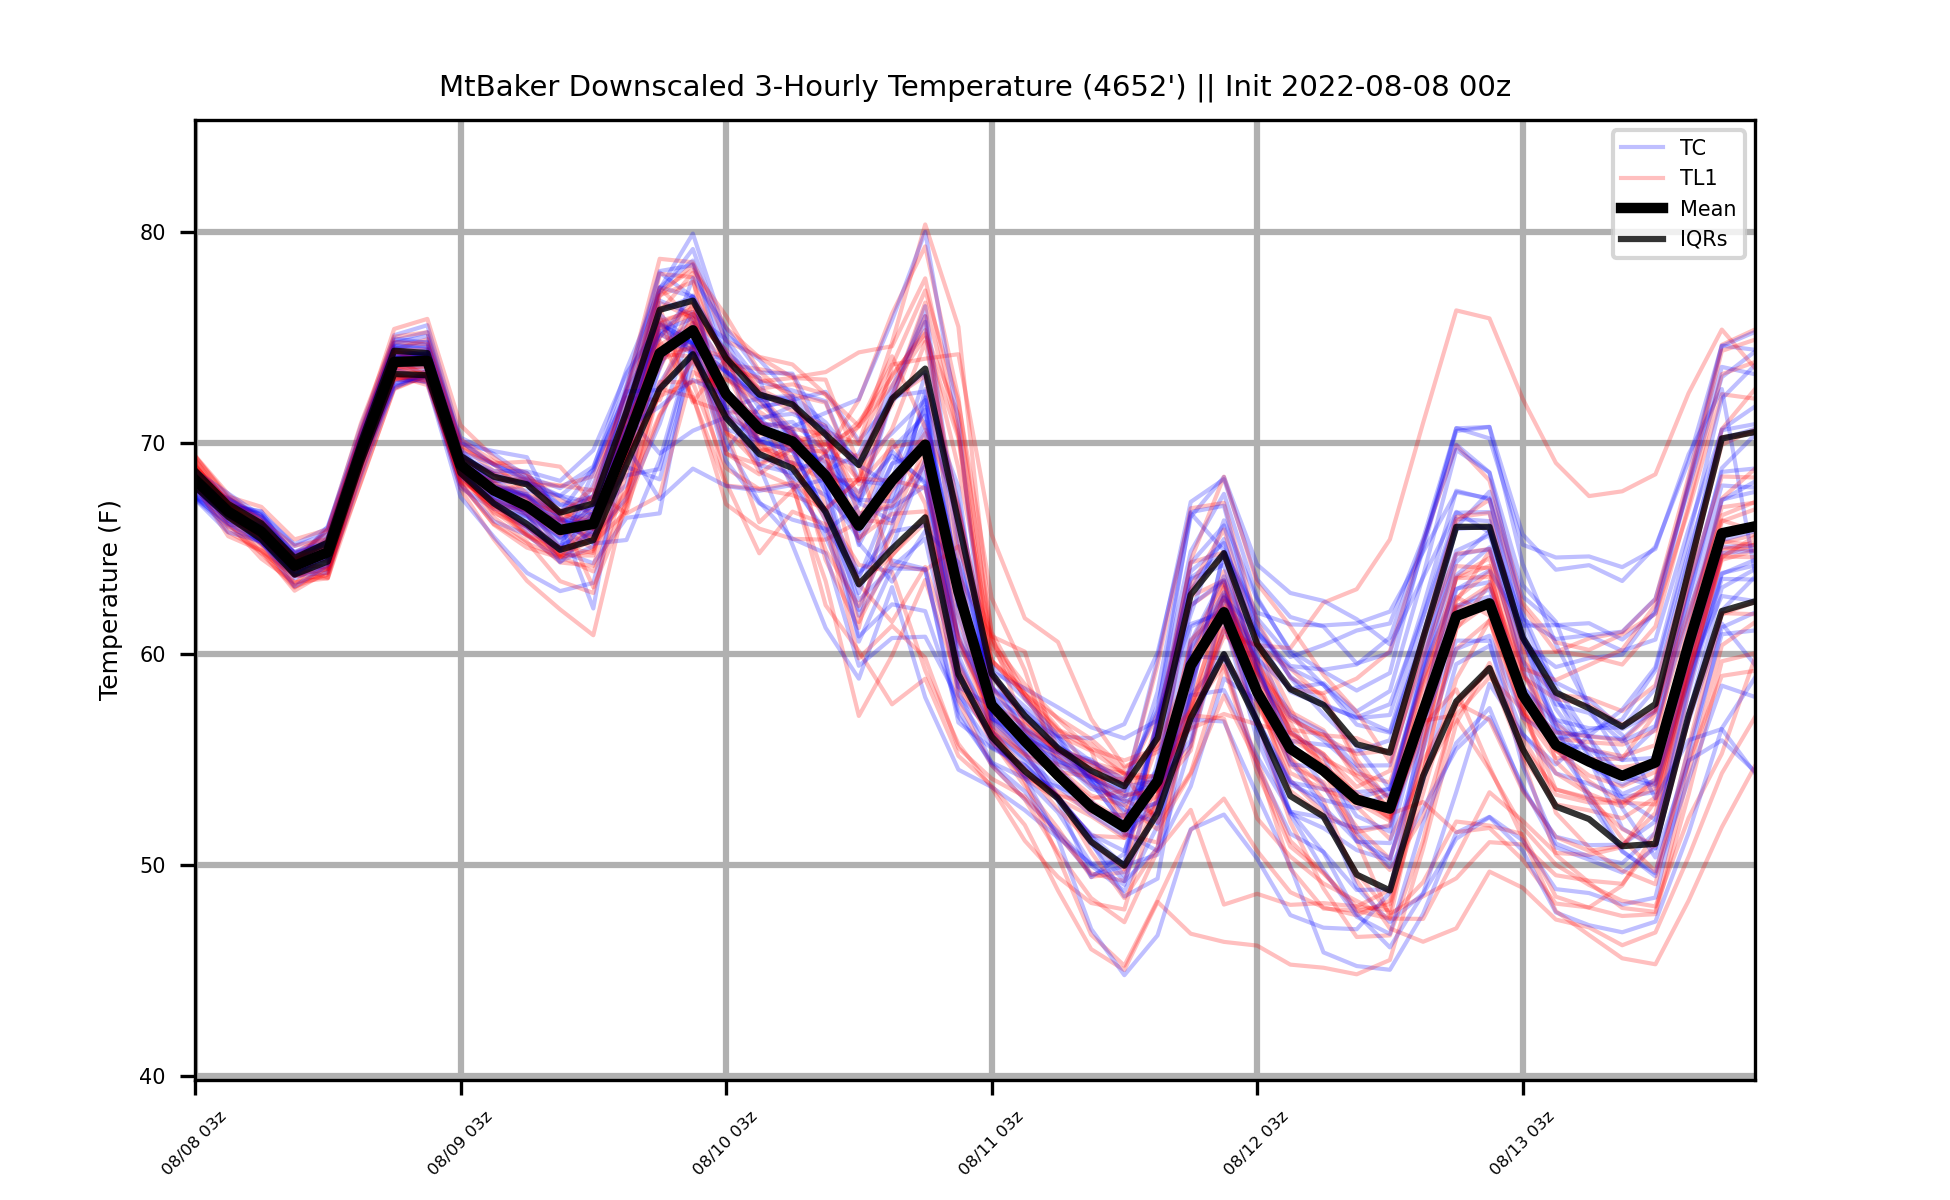 MtBaker Downscaled 3-Hourly Temperature (4652') || Init 2022-08-08 00z
TC
TL1
Mean
IQRs
Temperature (F)
80
70
60
50
40
08/08 03z
08/09 03z
08/10 03z
08/11 03z
08/12 03z
08/13 03z